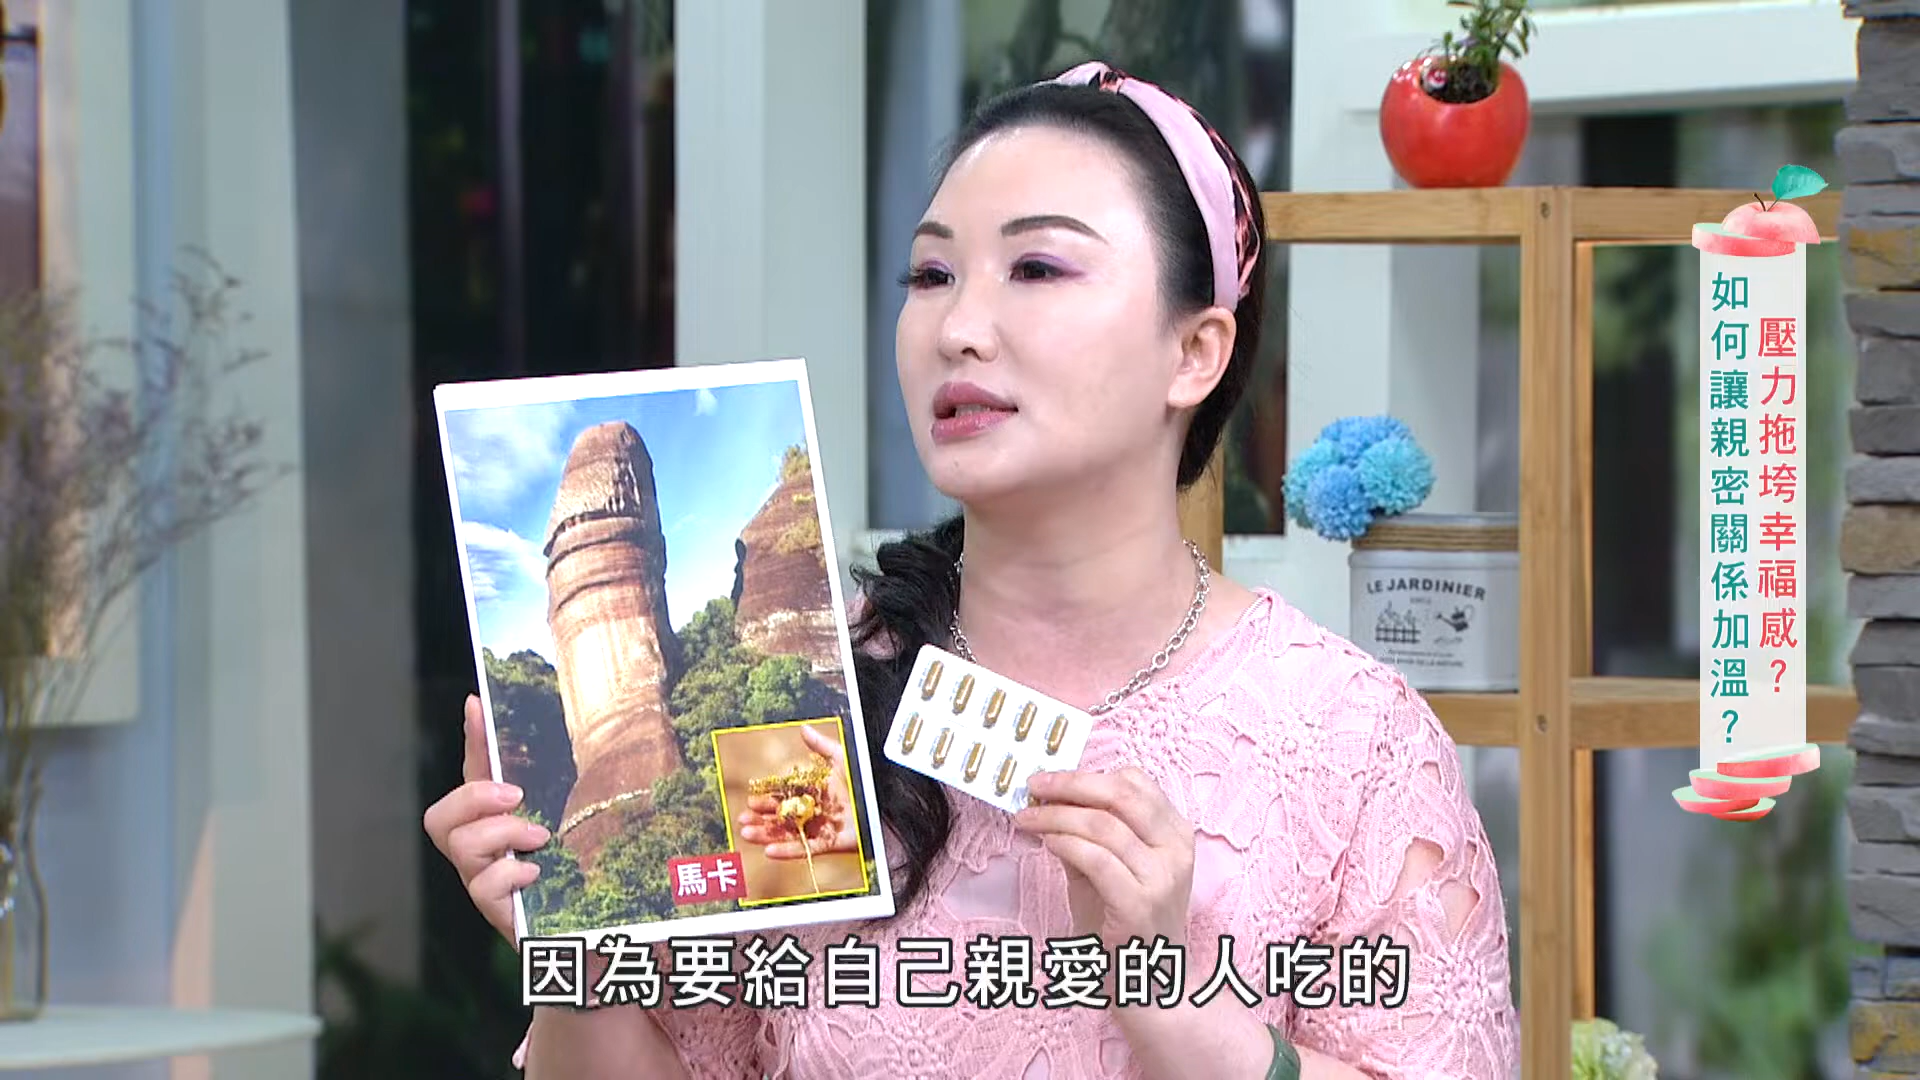 壓力拖垮幸福感？
如何讓親密關係加溫？
LE JARDINIER
馬卡
因為要給自己親愛的人吃的